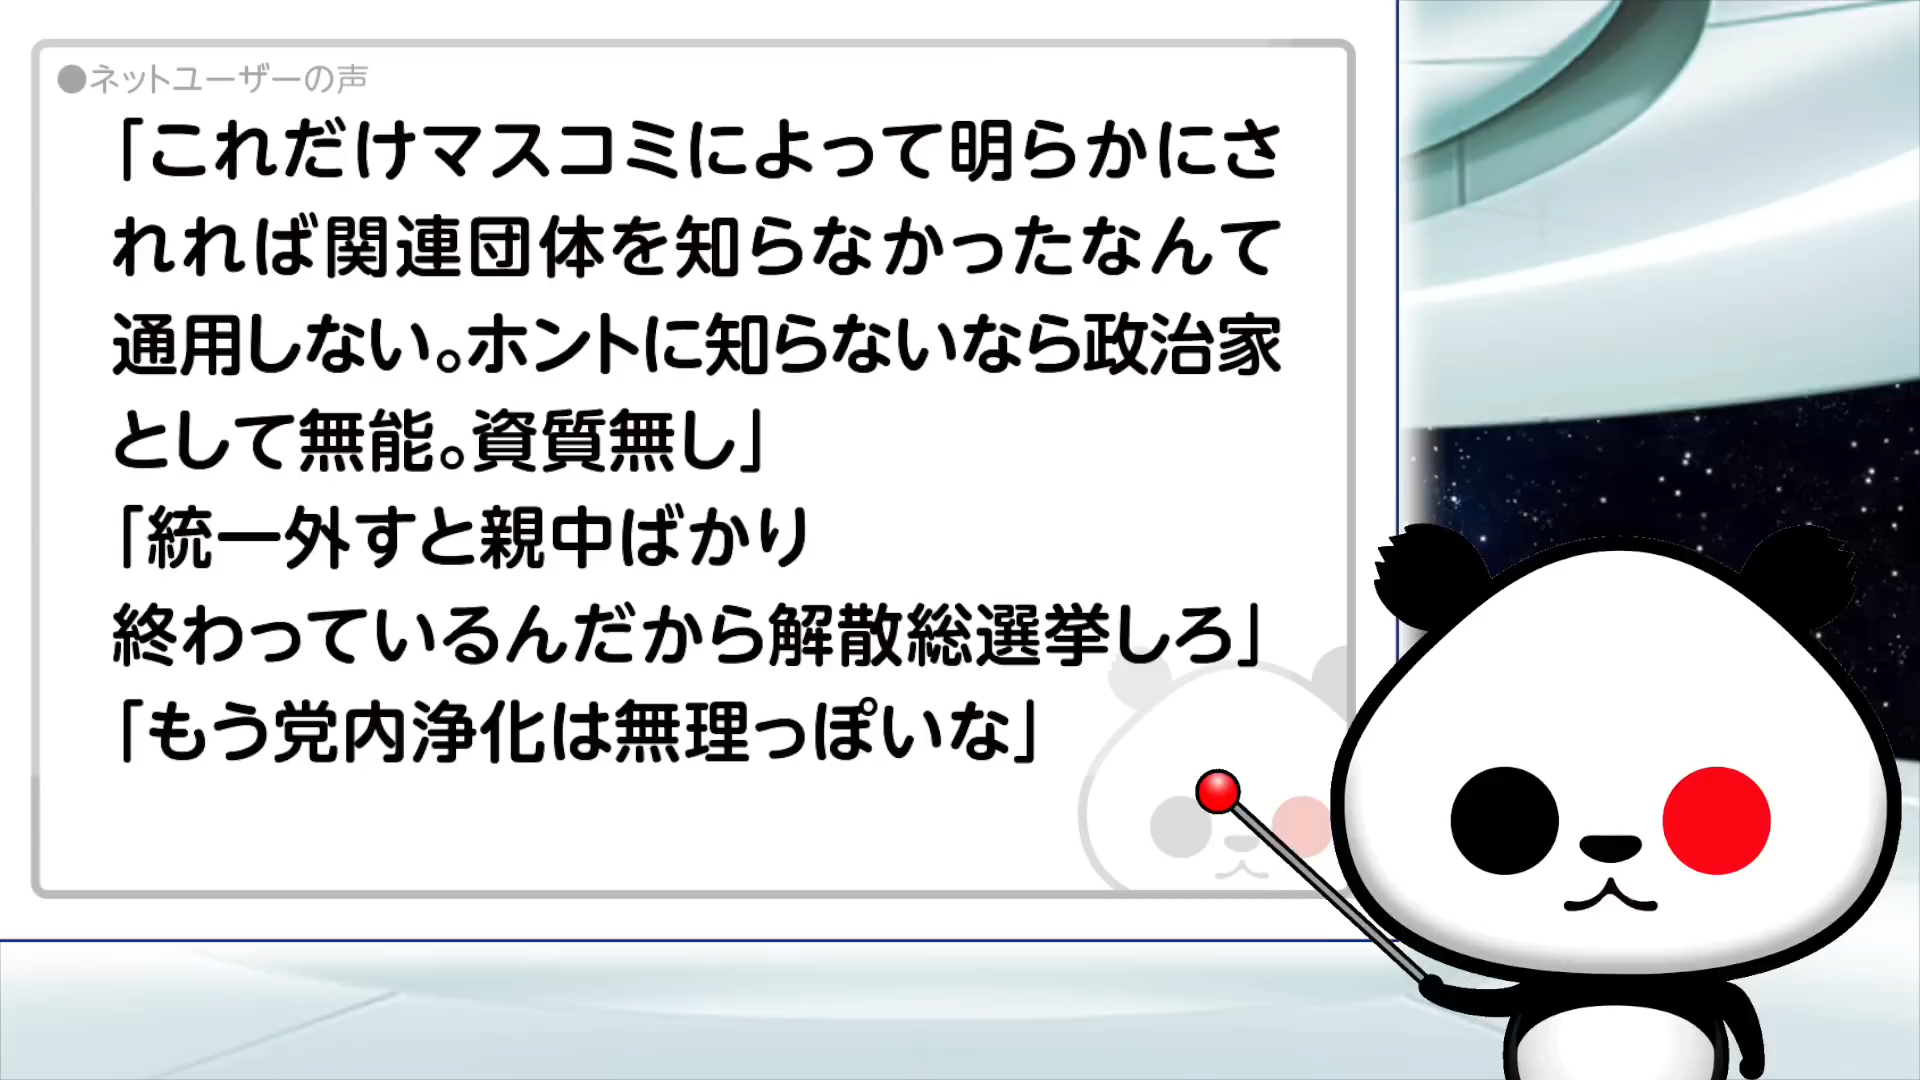 ●ネットユーザーの声
「これだけマスコミによって明らかにさ
れれば関連団体を知らなかったなんて
通用しない。ホントに知らないなら政治家
として無能。資質無し」
「統一外すと親中ばかり
終わっているんだから解散総選挙しろ」
「もう党内浄化は無理っぽいな」